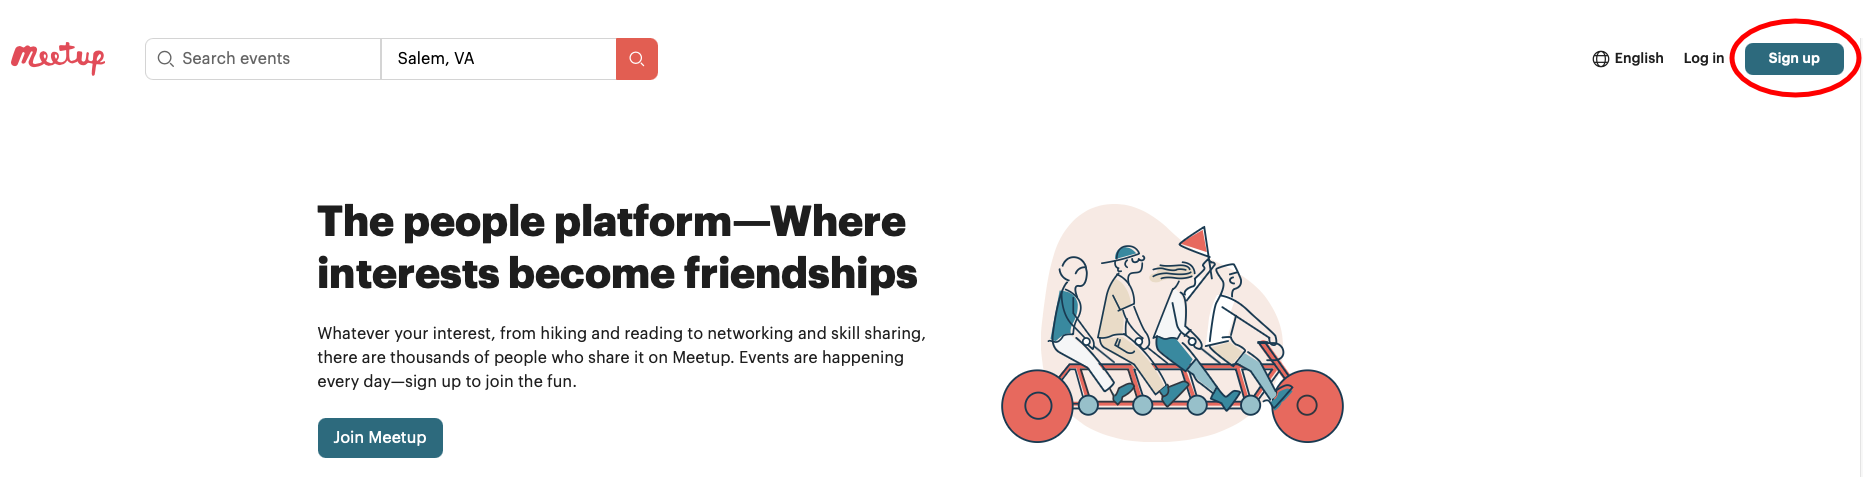 meetup
Search events
Salem, VA
English
Log in
Sign up
The people platform—Where
interests become friendships
Whatever your interest, from hiking and reading to networking and skill sharing,
there are thousands of people who share it on Meetup. Events are happening
every day—sign up to join the fun.
Join Meetup